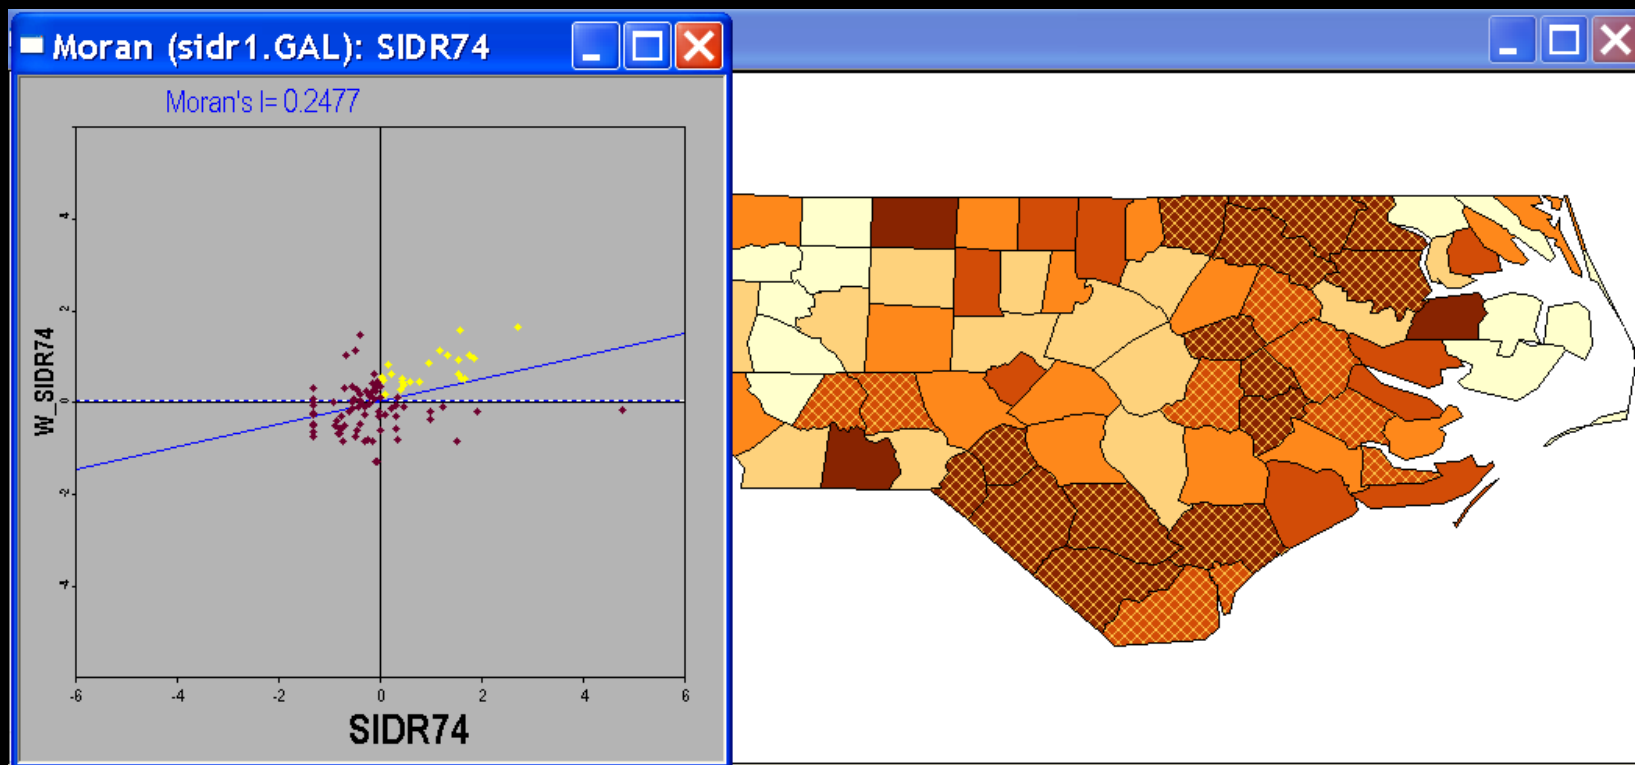 Moran (sidr1.GAL): SIDR74
Moran's I= 0.2477
4
2
0
-2
-4
W_SIDR74
-6 -4 -2 0 2 4 6
SIDR74